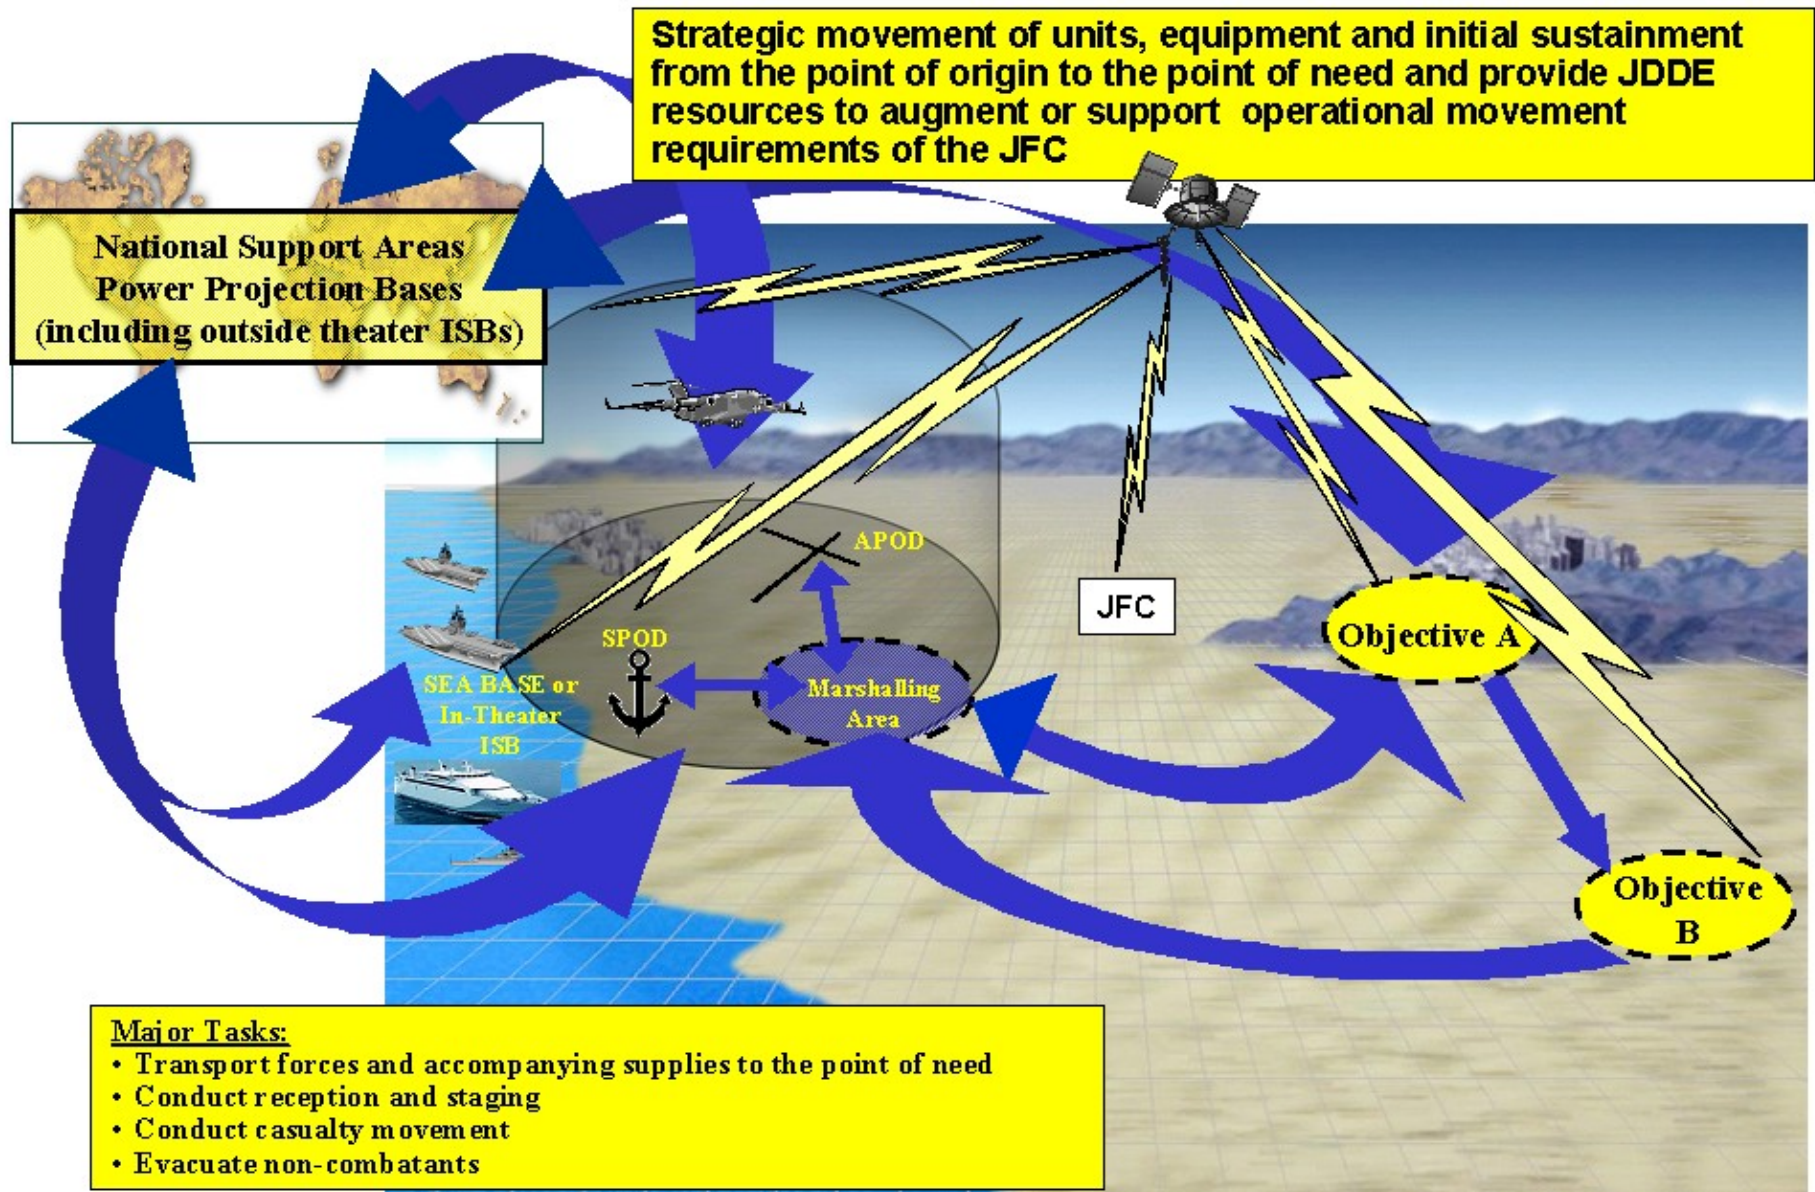 Strategic movement of units, equipment and initial sustainment
from the point of origin to the point of need and provide JDDE
resources to augment or support operational movement
requirements of the JFC
National Support Areas
Power Projection Bases
(including outside theater ISBs)
APOD
SPOD
JFC
Objective A
Marshalling
Area
SEA BASE or
In-Theater
ISB
Objective
B
Major Tasks:
• Transport forces and accompanying supplies to the point of need
• Conduct reception and staging
• Conduct casualty movement
• Evacuate non-combatants